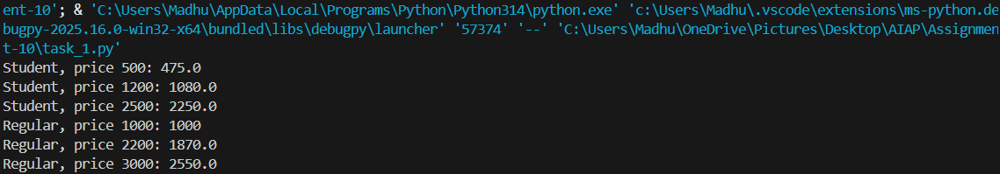 ent-10'; & 'C:\Users\Madhu\AppData\Local\Programs\Python\Python314\python.exe' 'c:\Users\Madhu\.vscode\extensions\ms-python.de
bugpy-2025.16.0-win32-x64\bundled\libs\debugpy\launcher' '57374' '--' 'C:\Users\Madhu\OneDrive\Pictures\Desktop\AIAP\Assignmen
t-10\task_1.py'
Student, price 500: 475.0
Student, price 1200: 1080.0
Student, price 2500: 2250.0
Regular, price 1000: 1000
Regular, price 2200: 1870.0
Regular, price 3000: 2550.0